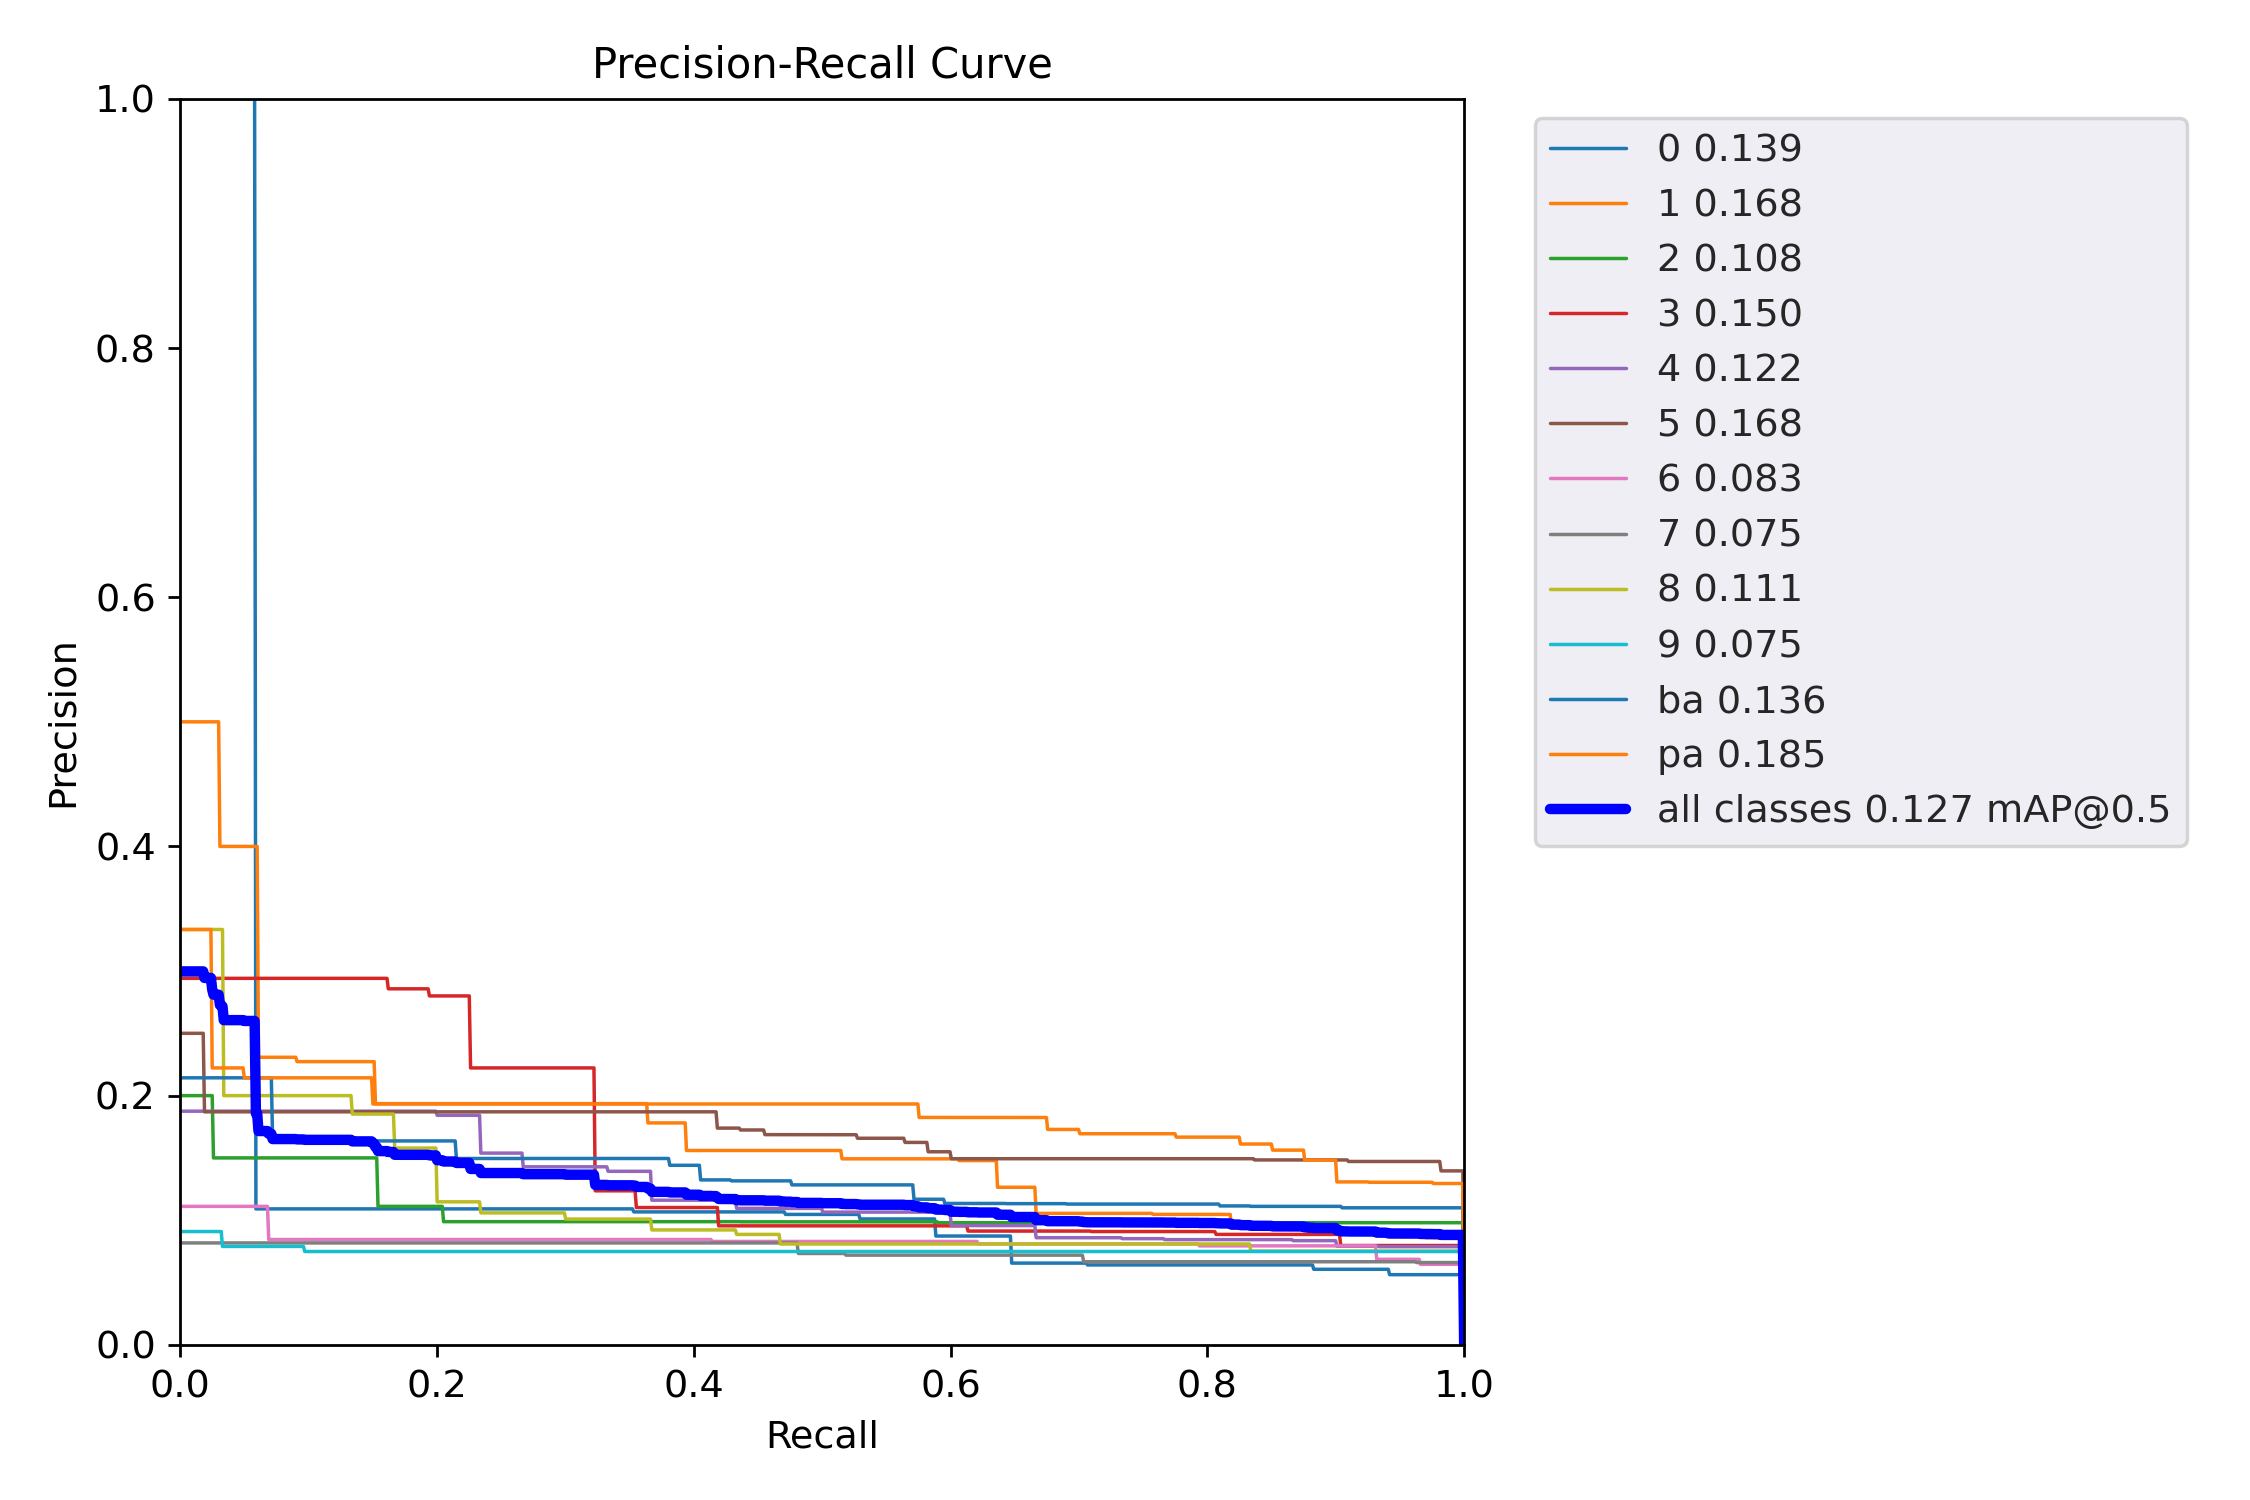 Precision-Recall Curve
1.0
0.8
0.6
0.4
0.2
0.0
Precision
0.0 0.2 0.4 0.6 0.8 1.0
Recall
0 0.139
1 0.168
2 0.108
3 0.150
4 0.122
5 0.168
6 0.083
7 0.075
8 0.111
9 0.075
ba 0.136
pa 0.185
all classes 0.127 mAP@0.5